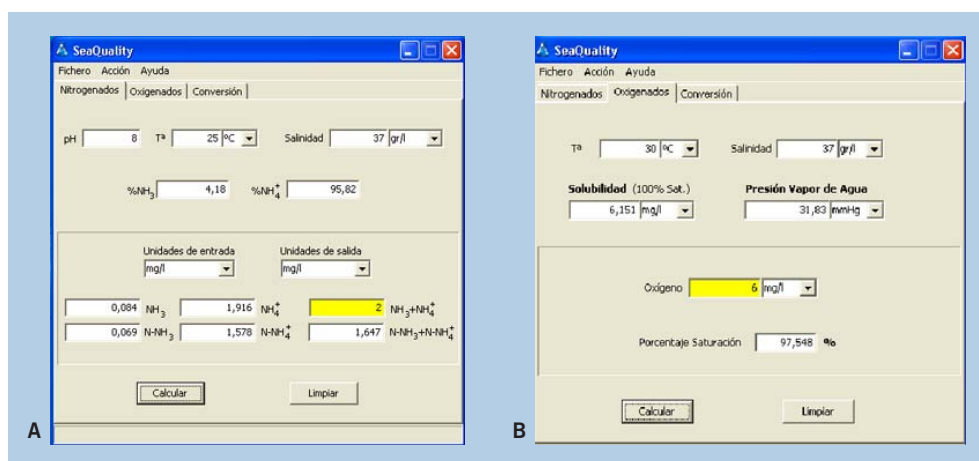 SeaQuality
Fichero Acción Ayuda
Nitrogenados Oxigenados Conversión
pH 8 Tª 25 ºC Salinidad 37 gr/l
%NH3 4,18 %NH4+ 95,82
Unidades de entrada Unidades de salida
mg/l mg/l
0,084 NH3 1,916 NH4+ 2 NH3+NH4+
0,069 N-NH3 1,578 N-NH4+ 1,647 N-NH3+N-NH4+
Calcular Limpiar
A
SeaQuality
Fichero Acción Ayuda
Nitrogenados Oxigenados Conversión
Tª 30 ºC Salinidad 37 gr/l
Solubilidad (100% Sat.) Presión Vapor de Agua
6,151 mg/l 31,83 mmHg
Oxígeno 6 mg/l
Porcentaje Saturación 97,548 %
Calcular Limpiar
B